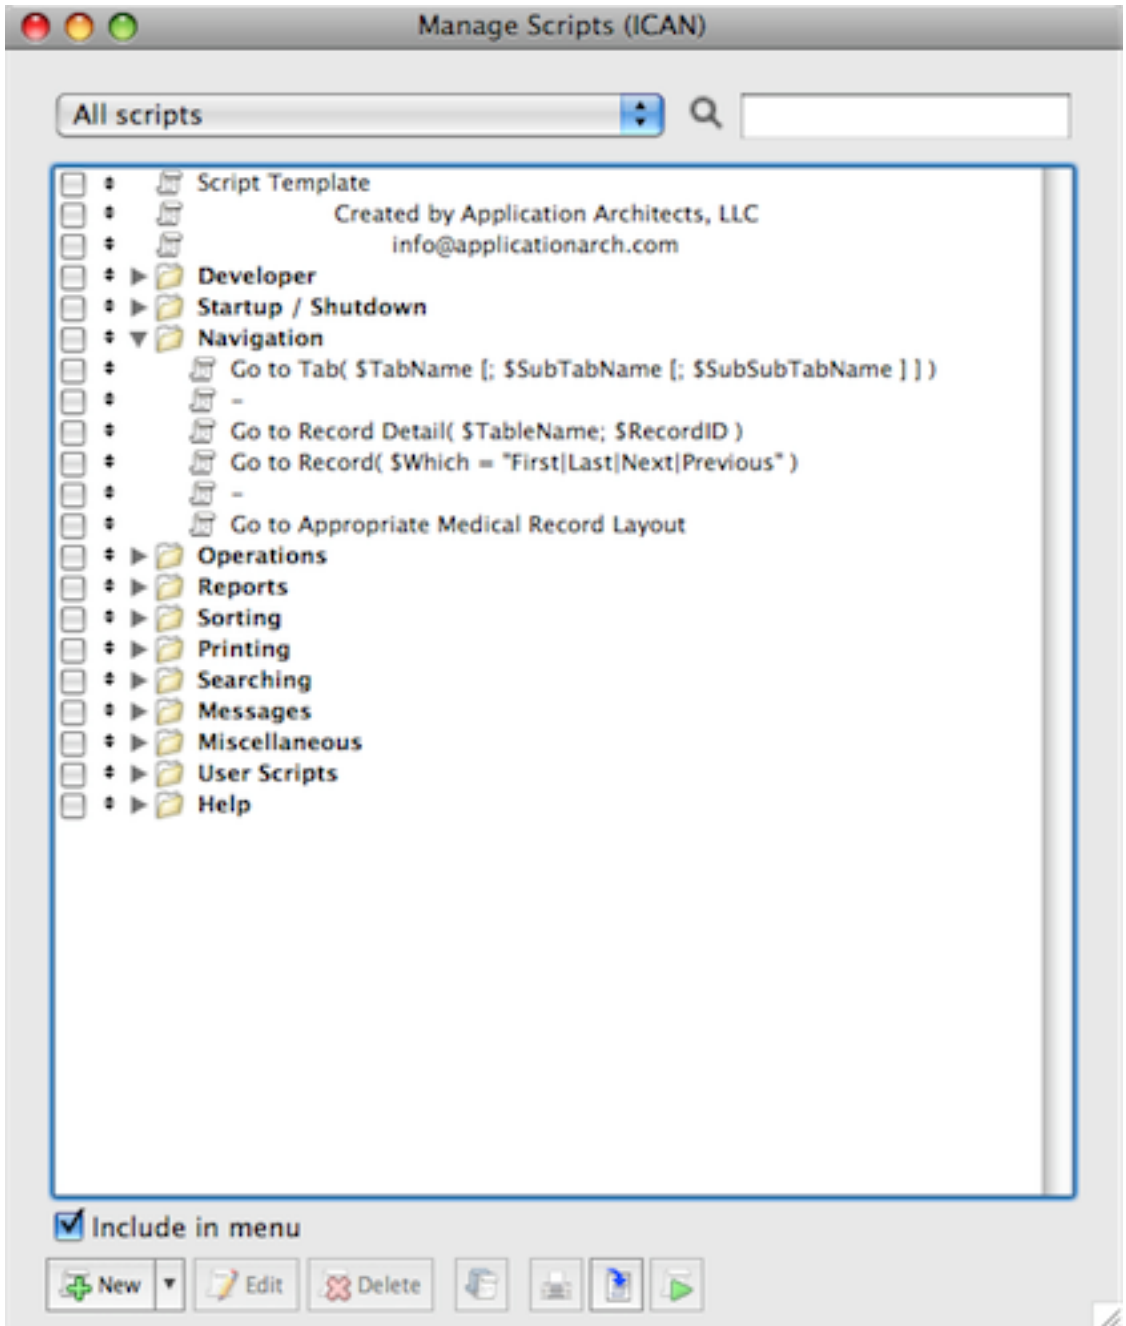 Manage Scripts (ICAN)
All scripts
Script Template
Created by Application Architects, LLC
info@applicationarch.com
Developer
Startup / Shutdown
Navigation
Go to Tab( $TabName [; $SubTabName [; $SubSubTabName ] ] )
–
Go to Record Detail( $TableName; $RecordID )
Go to Record( $Which = "First|Last|Next|Previous" )
–
Go to Appropriate Medical Record Layout
Operations
Reports
Sorting
Printing
Searching
Messages
Miscellaneous
User Scripts
Help
Include in menu
New Edit Delete